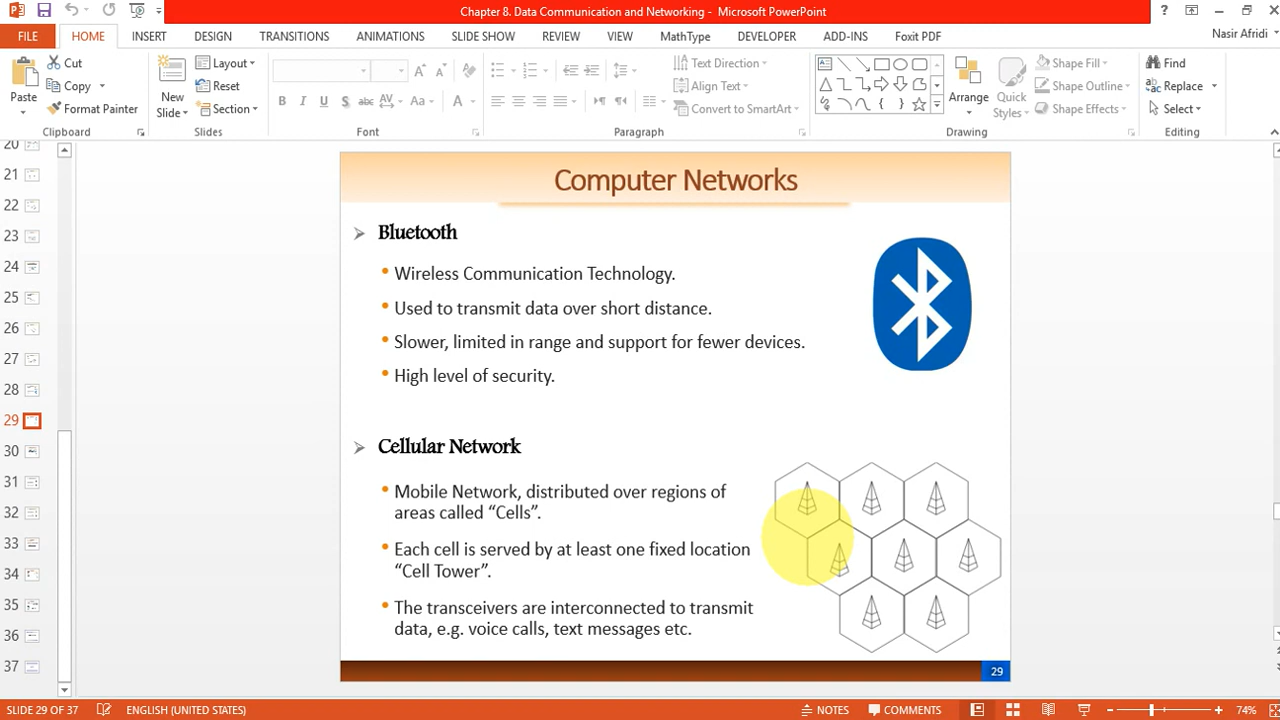 Chapter 8. Data Communication and Networking - Microsoft PowerPoint
FILE HOME INSERT DESIGN TRANSITIONS ANIMATIONS SLIDE SHOW REVIEW VIEW MathType DEVELOPER ADD-INS Foxit PDF Nasir Afridi
Paste Cut Copy Format Painter
Clipboard
New Slide Layout Reset Section
Slides
B I U S abc AV Aa A
Font
Text Direction Align Text Convert to SmartArt
Paragraph
Arrange Quick Styles Shape Fill Shape Outline Shape Effects
Drawing
Find Replace Select
Editing
20
21
22
23
24
25
26
27
28
29
30
31
32
33
34
35
36
37
Computer Networks
Bluetooth
• Wireless Communication Technology.
• Used to transmit data over short distance.
• Slower, limited in range and support for fewer devices.
• High level of security.
Cellular Network
• Mobile Network, distributed over regions of
areas called “Cells”.
• Each cell is served by at least one fixed location
“Cell Tower”.
• The transceivers are interconnected to transmit
data, e.g. voice calls, text messages etc.
29
SLIDE 29 OF 37 ENGLISH (UNITED STATES) NOTES COMMENTS 74%